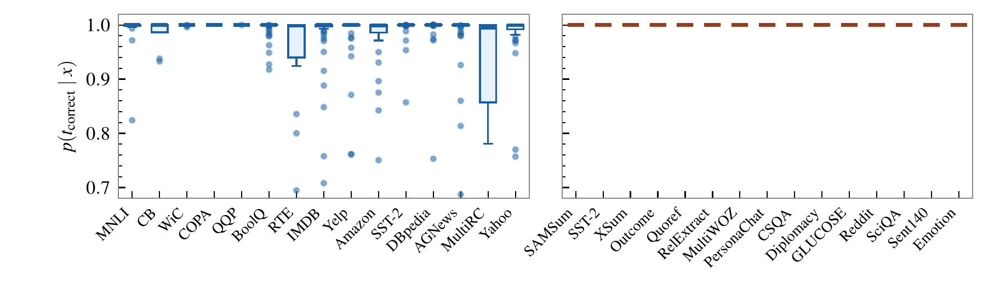 1.0
0.9
0.8
0.7
p(t_correct | x)
MNLI
CB
WiC
COPA
QQP
BoolQ
RTE
IMDB
Yelp
Amazon
SST-2
DBpedia
AGNews
MultiRC
Yahoo
SAMSum
SST-2
XSum
Outcome
Quoref
RelExtract
MultiWOZ
PersonaChat
CSQA
Diplomacy
GLUCOSE
Reddit
SciQA
Sent140
Emotion